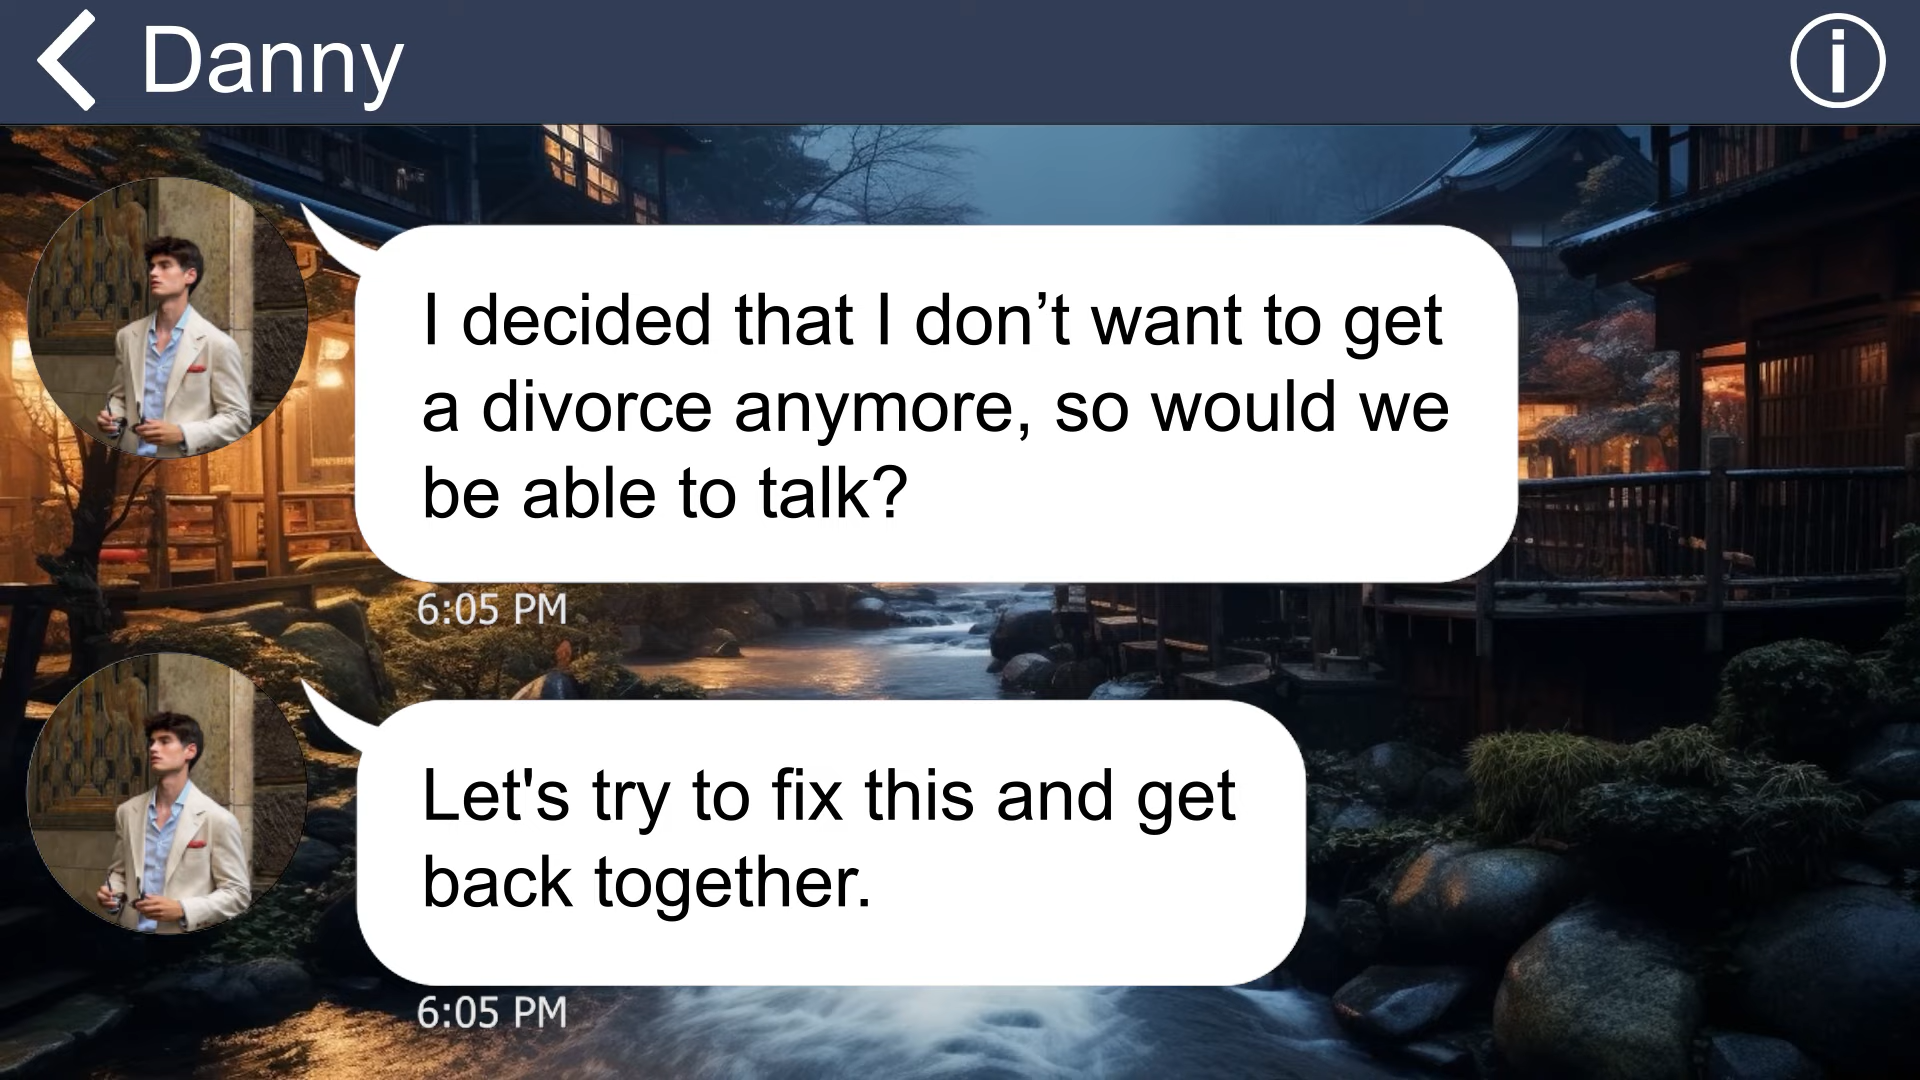 Danny
I decided that I don’t want to get
a divorce anymore, so would we
be able to talk?
6:05 PM
Let's try to fix this and get
back together.
6:05 PM